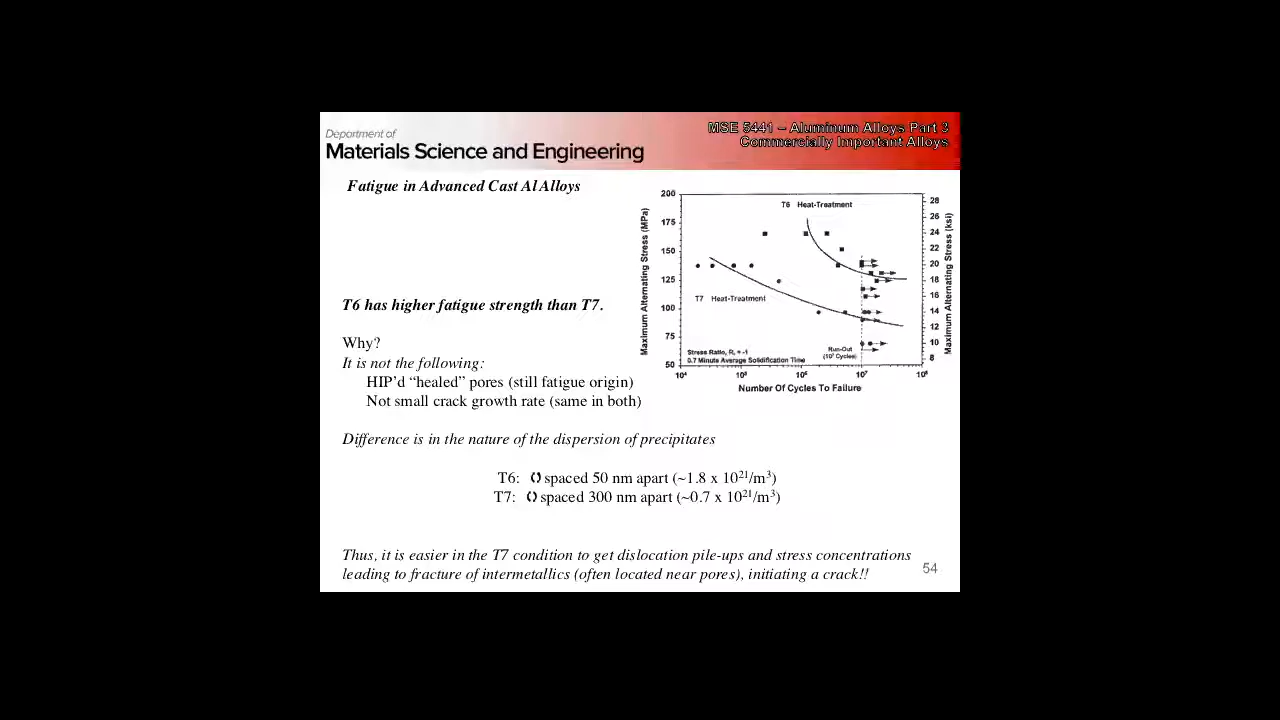 Department of
Materials Science and Engineering
MSE 5441 – Aluminum Alloys Part 3
Commercially Important Alloys
Fatigue in Advanced Cast Al Alloys
T6 has higher fatigue strength than T7.
Why?
It is not the following:
HIP'd “healed” pores (still fatigue origin)
Not small crack growth rate (same in both)
Difference is in the nature of the dispersion of precipitates
T6: spaced 50 nm apart (~1.8 x 10²¹/m³)
T7: spaced 300 nm apart (~0.7 x 10²¹/m³)
Thus, it is easier in the T7 condition to get dislocation pile-ups and stress concentrations
leading to fracture of intermetallics (often located near pores), initiating a crack!!
54
Maximum Alternating Stress (MPa)
200
175
150
125
100
75
50
T6 Heat-Treatment
T7 Heat-Treatment
Stress Ratio, R, = -1
0.7 Minute Average Solidification Time
Run-Out
(10⁷ Cycles)
28
26
24
22
20
18
16
14
12
10
8
Maximum Alternating Stress (ksi)
10⁴
10⁵
10⁶
10⁷
10⁸
Number Of Cycles To Failure